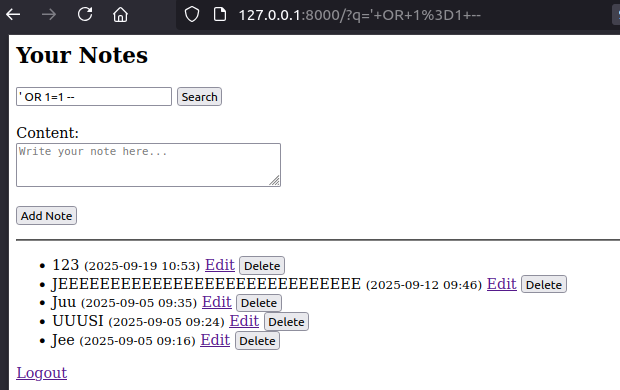 127.0.0.1:8000/?q='+OR+1%3D1+--
Your Notes
' OR 1=1 --
Search
Content:
Write your note here...
Add Note
123 (2025-09-19 10:53) Edit Delete
JEEEEEEEEEEEEEEEEEEEEEEEEEEEE (2025-09-12 09:46) Edit Delete
Juu (2025-09-05 09:35) Edit Delete
UUUSI (2025-09-05 09:24) Edit Delete
Jee (2025-09-05 09:16) Edit Delete
Logout